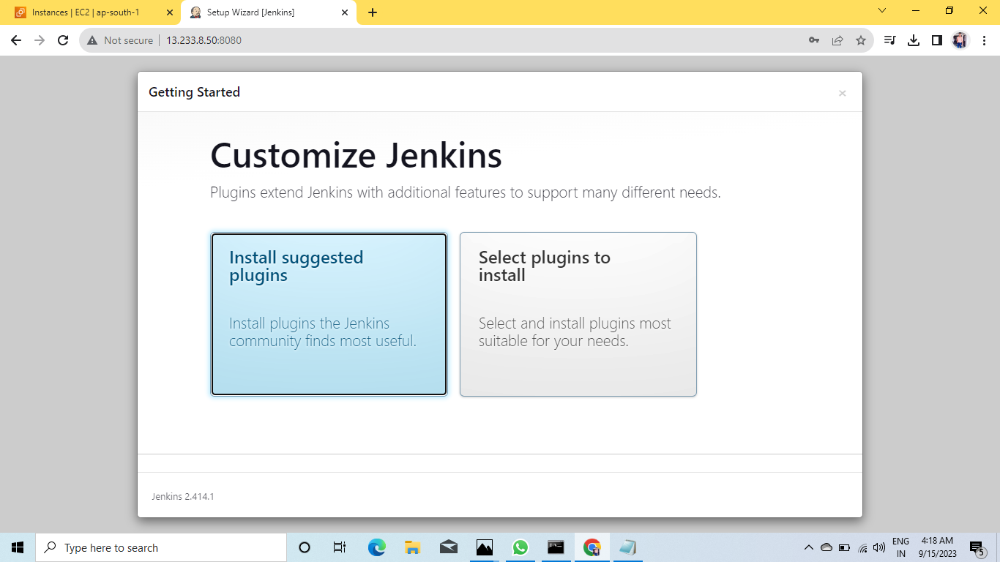 Instances | EC2 | ap-south-1
Setup Wizard [Jenkins]
Not secure
13.233.8.50:8080
Getting Started
Customize Jenkins
Plugins extend Jenkins with additional features to support many different needs.
Install suggested
plugins
Install plugins the Jenkins
community finds most useful.
Select plugins to
install
Select and install plugins most
suitable for your needs.
Jenkins 2.414.1
Type here to search
ENG
IN
4:18 AM
9/15/2023
5